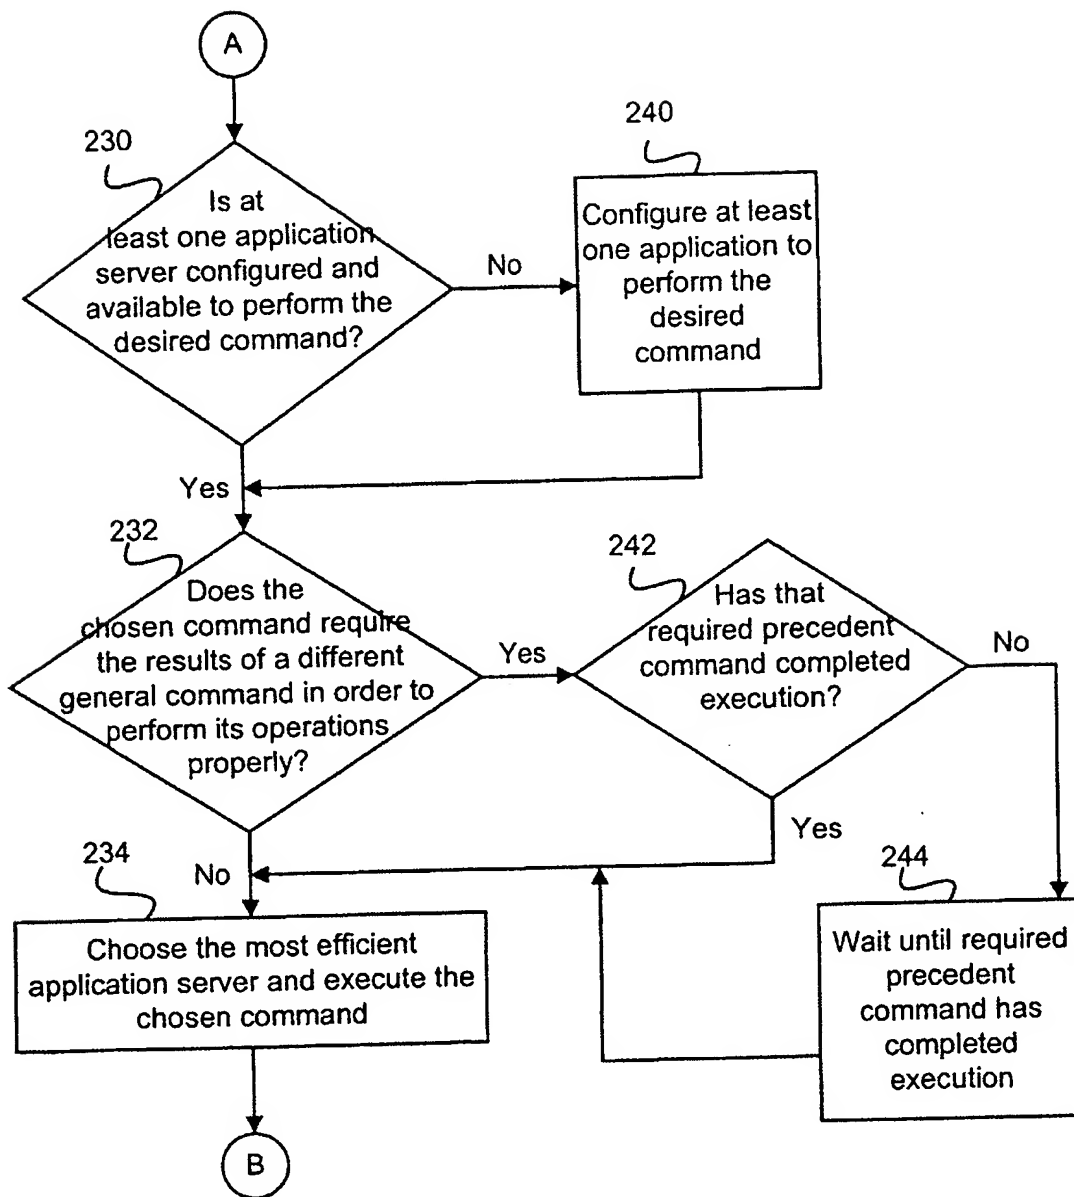 A
230
Is at
least one application
server configured and
available to perform the
desired command?
No
240
Configure at least
one application to
perform the
desired
command
Yes
232
Does the
chosen command require
the results of a different
general command in order to
perform its operations
properly?
Yes
242
Has that
required precedent
command completed
execution?
No
Yes
No
234
Choose the most efficient
application server and execute the
chosen command
244
Wait until required
precedent
command has
completed
execution
B